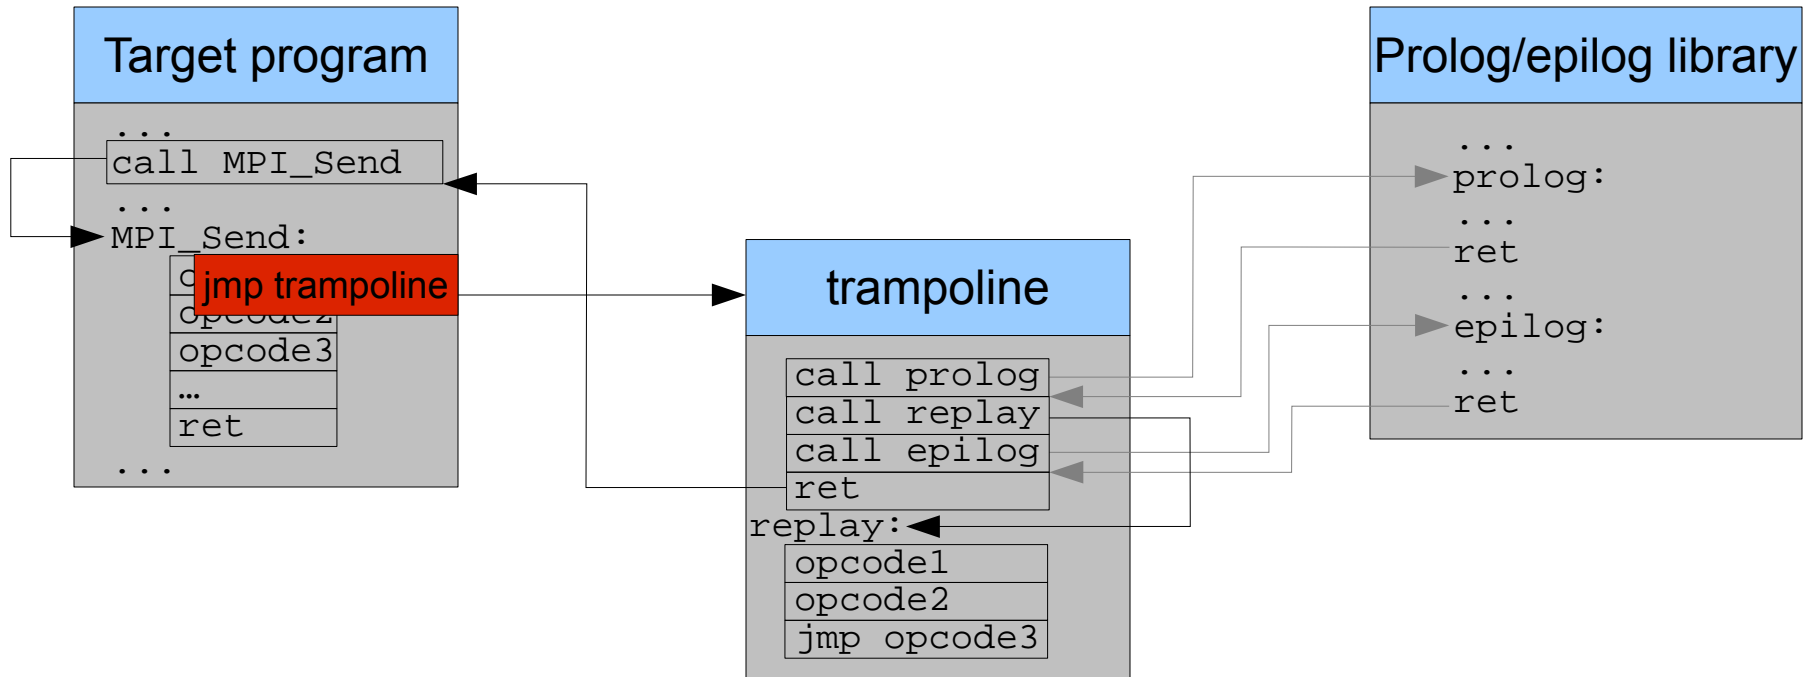 Target program
...
call MPI_Send
...
MPI_Send:
jmp trampoline
opcode2
opcode3
…
ret
...
trampoline
call prolog
call replay
call epilog
ret
replay:
opcode1
opcode2
jmp opcode3
Prolog/epilog library
...
prolog:
...
ret
...
epilog:
...
ret